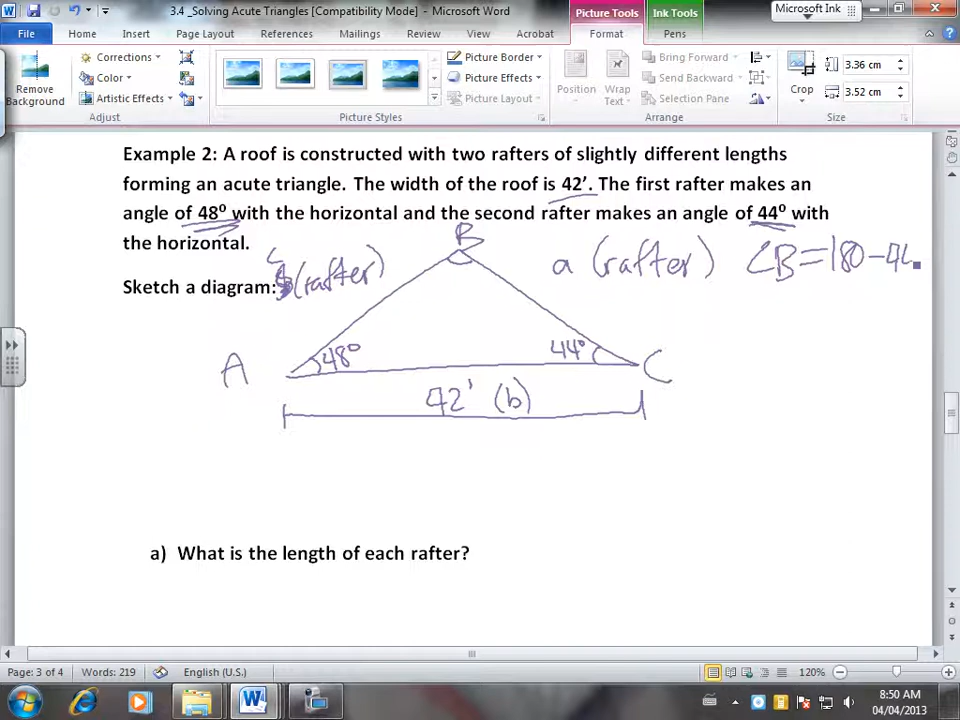 3.4 _Solving Acute Triangles [Compatibility Mode] - Microsoft Word
Picture Tools
Ink Tools
Microsoft Ink
File Home Insert Page Layout References Mailings Review View Acrobat Format Pens
Remove Background
Corrections
Color
Artistic Effects
Adjust
Picture Border
Picture Effects
Picture Layout
Picture Styles
Position
Wrap Text
Bring Forward
Send Backward
Selection Pane
Arrange
Crop
3.36 cm
3.52 cm
Size
Example 2: A roof is constructed with two rafters of slightly different lengths
forming an acute triangle. The width of the roof is 42’. The first rafter makes an
angle of 48⁰ with the horizontal and the second rafter makes an angle of 44⁰ with
the horizontal.
B
c (rafter)
a (rafter)
∠B=180-44
Sketch a diagram:
A
48°
44°
C
42' (b)
a) What is the length of each rafter?
Page: 3 of 4
Words: 219
English (U.S.)
120%
8:50 AM
04/04/2013